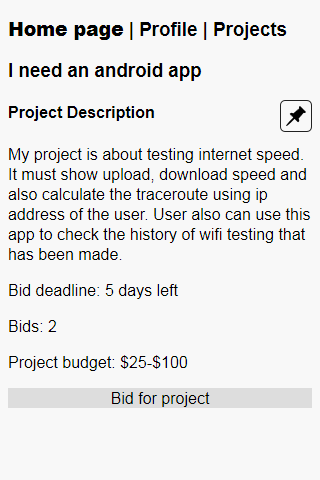 Home page | Profile | Projects
I need an android app
Project Description
My project is about testing internet speed.
It must show upload, download speed and
also calculate the traceroute using ip
address of the user. User also can use this
app to check the history of wifi testing that
has been made.
Bid deadline: 5 days left
Bids: 2
Project budget: $25-$100
Bid for project